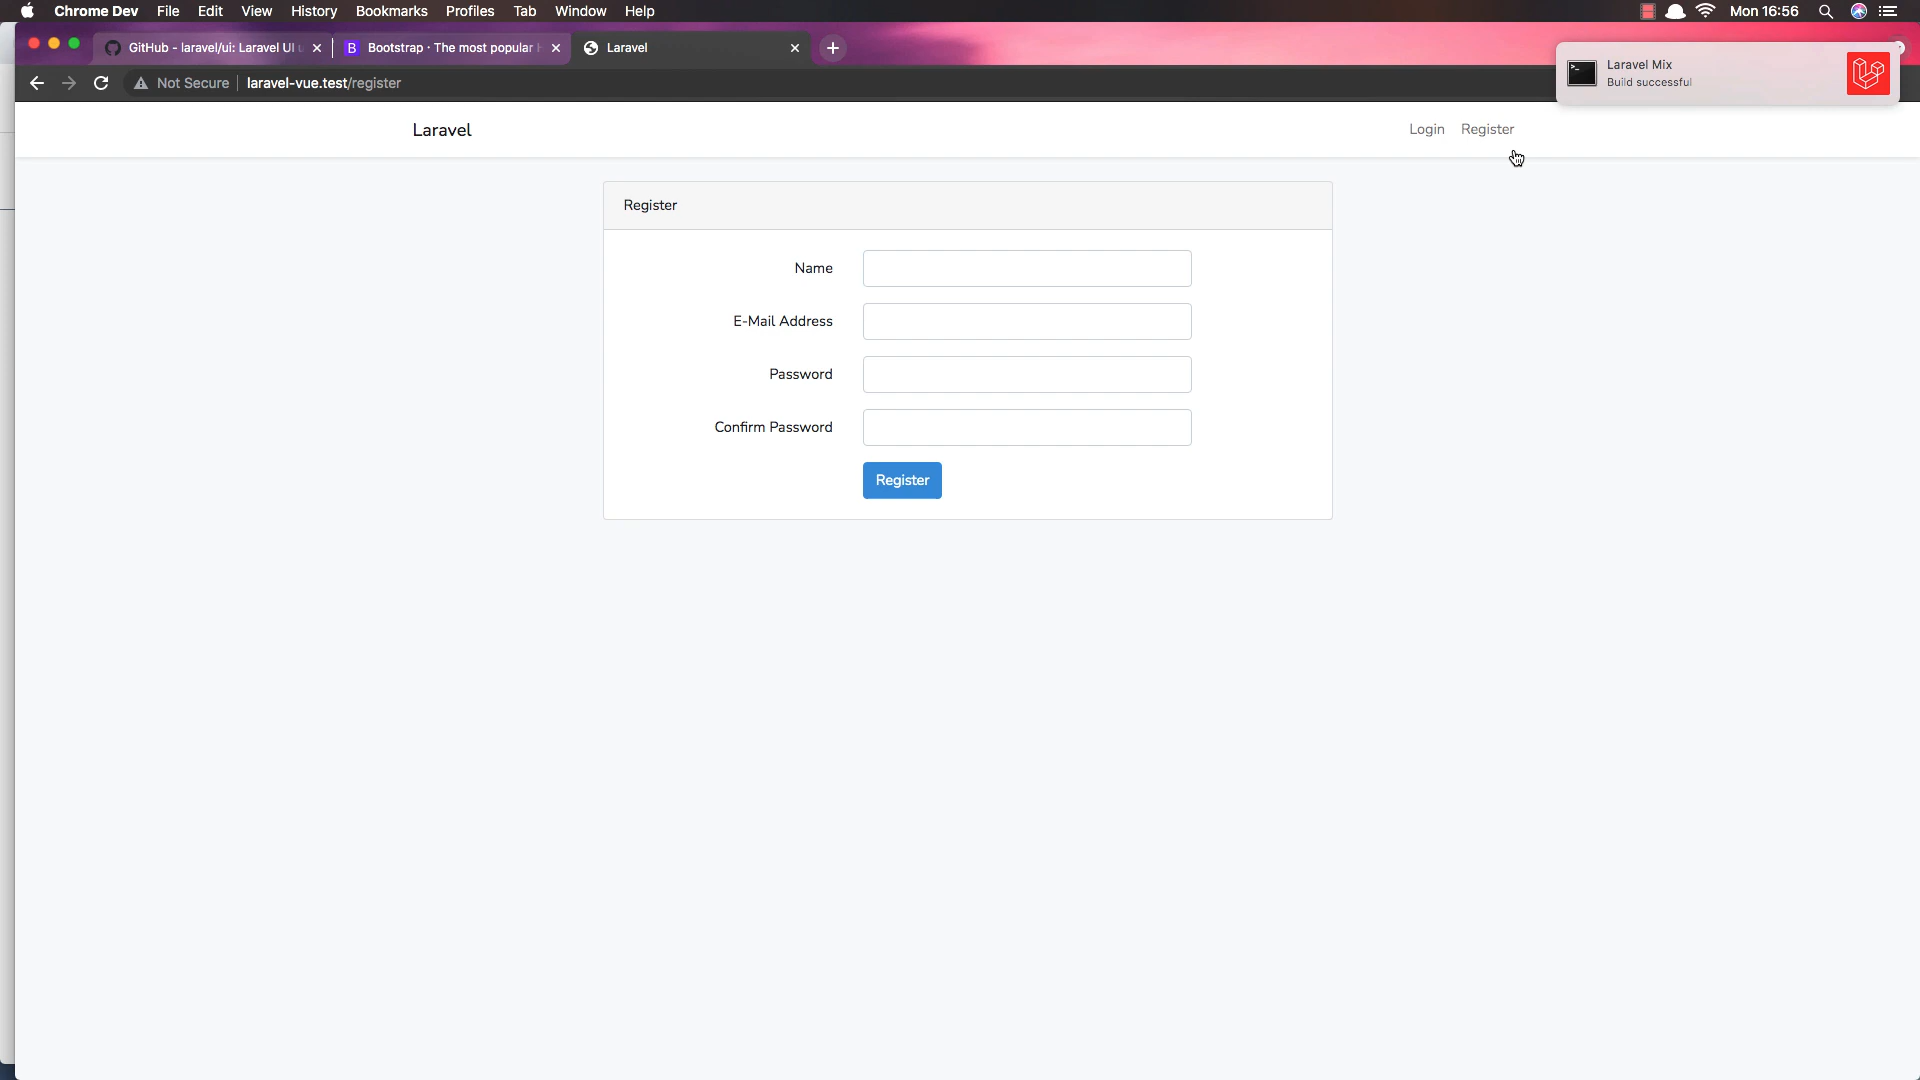 Chrome Dev File Edit View History Bookmarks Profiles Tab Window Help Mon 16:56
GitHub - laravel/ui: Laravel UI B Bootstrap · The most popular Laravel
Laravel Mix
Build successful
Not Secure laravel-vue.test/register
Laravel Login Register
Register
Name
E-Mail Address
Password
Confirm Password
Register